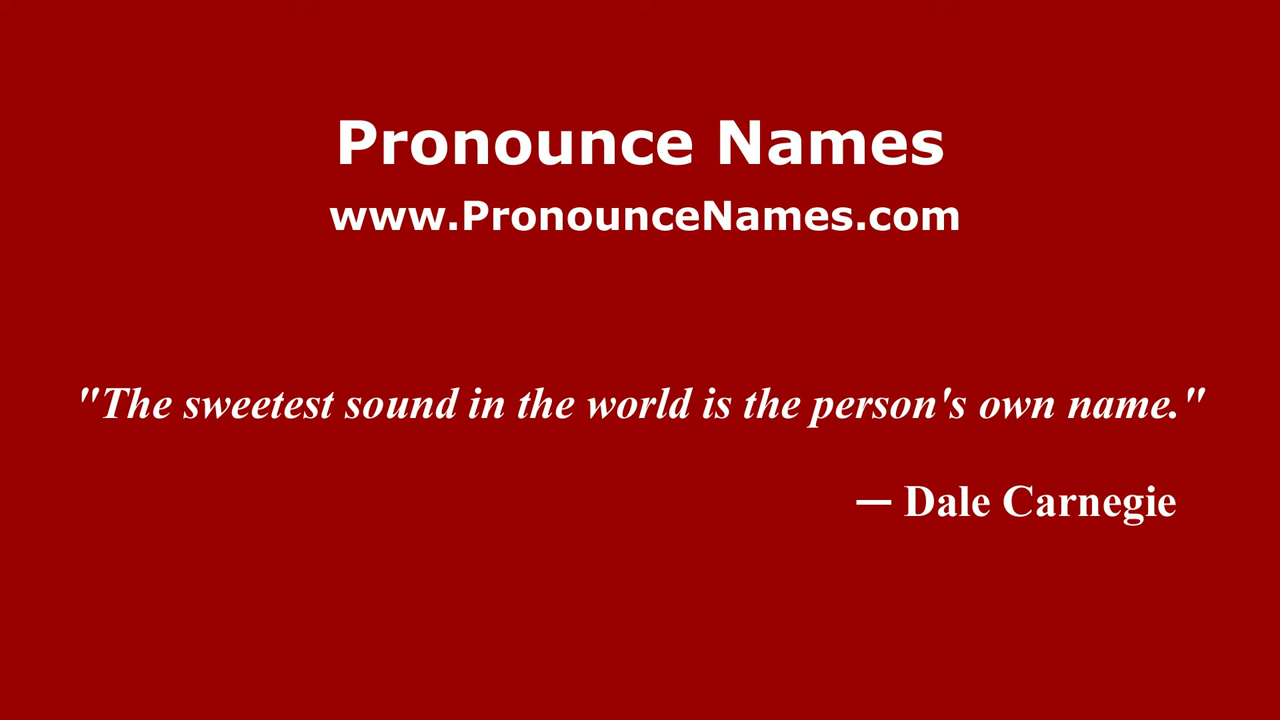 Pronounce Names
www.PronounceNames.com
"The sweetest sound in the world is the person's own name."
— Dale Carnegie